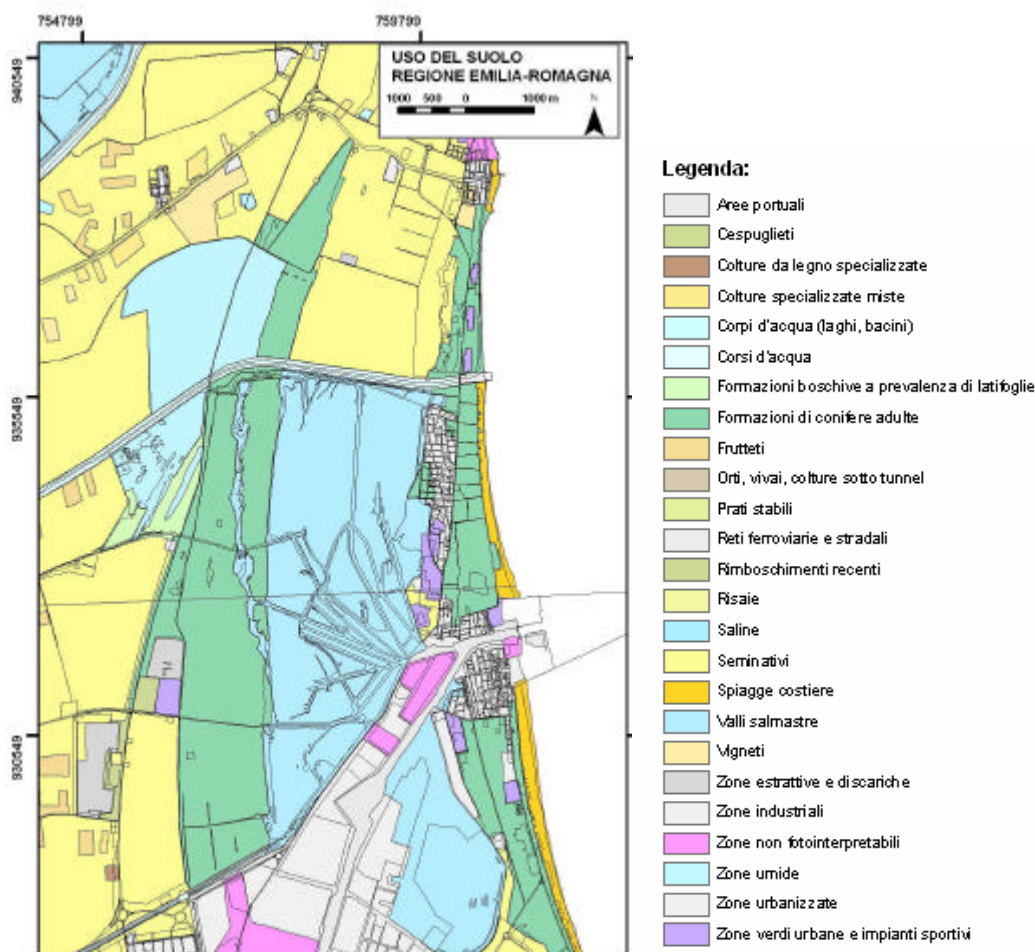 754799
759799
940549
935549
930549
USO DEL SUOLO
REGIONE EMILIA-ROMAGNA
1000 500 0 1000 m
N
Legenda:
Aree portuali
Cespuglieti
Colture da legno specializzate
Colture specializzate miste
Corpi d'acqua (laghi, bacini)
Corsi d'acqua
Formazioni boschive a prevalenza di latifoglie
Formazioni di conifere adulte
Frutteti
Orti, vivai, colture sotto tunnel
Prati stabili
Reti ferroviarie e stradali
Rimboschimenti recenti
Risaie
Saline
Seminativi
Spiagge costiere
Valli salmastre
Vigneti
Zone estrattive e discariche
Zone industriali
Zone non fotointerpretabili
Zone umide
Zone urbanizzate
Zone verdi urbane e impianti sportivi